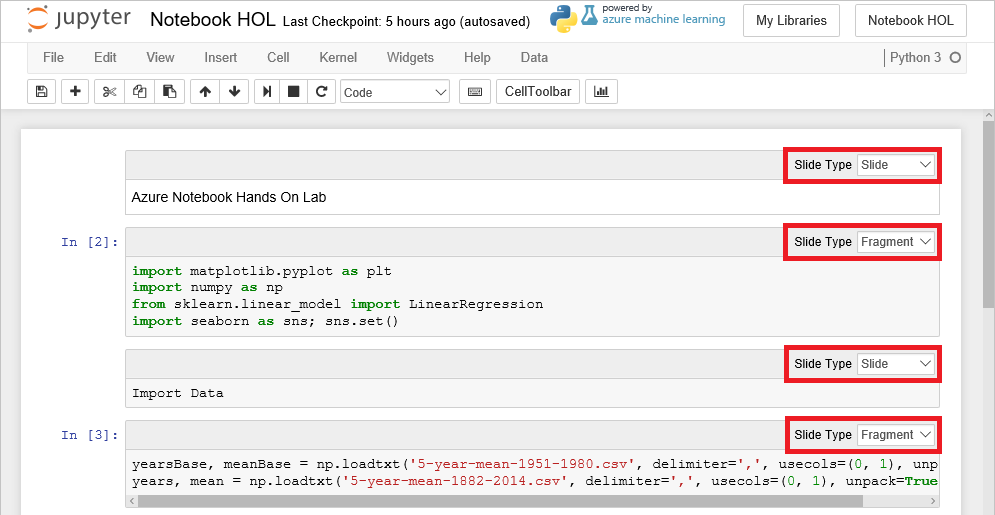 jupyter Notebook HOL Last Checkpoint: 5 hours ago (autosaved)
powered by
azure machine learning
My Libraries
Notebook HOL
File Edit View Insert Cell Kernel Widgets Help Data
Python 3
Code
CellToolbar
Slide Type Slide
Azure Notebook Hands On Lab
Slide Type Fragment
In [2]:
import matplotlib.pyplot as plt
import numpy as np
from sklearn.linear_model import LinearRegression
import seaborn as sns; sns.set()
Slide Type Slide
Import Data
Slide Type Fragment
In [3]:
yearsBase, meanBase = np.loadtxt('5-year-mean-1951-1980.csv', delimiter=',', usecols=(0, 1), unp
years, mean = np.loadtxt('5-year-mean-1882-2014.csv', delimiter=',', usecols=(0, 1), unpack=True,